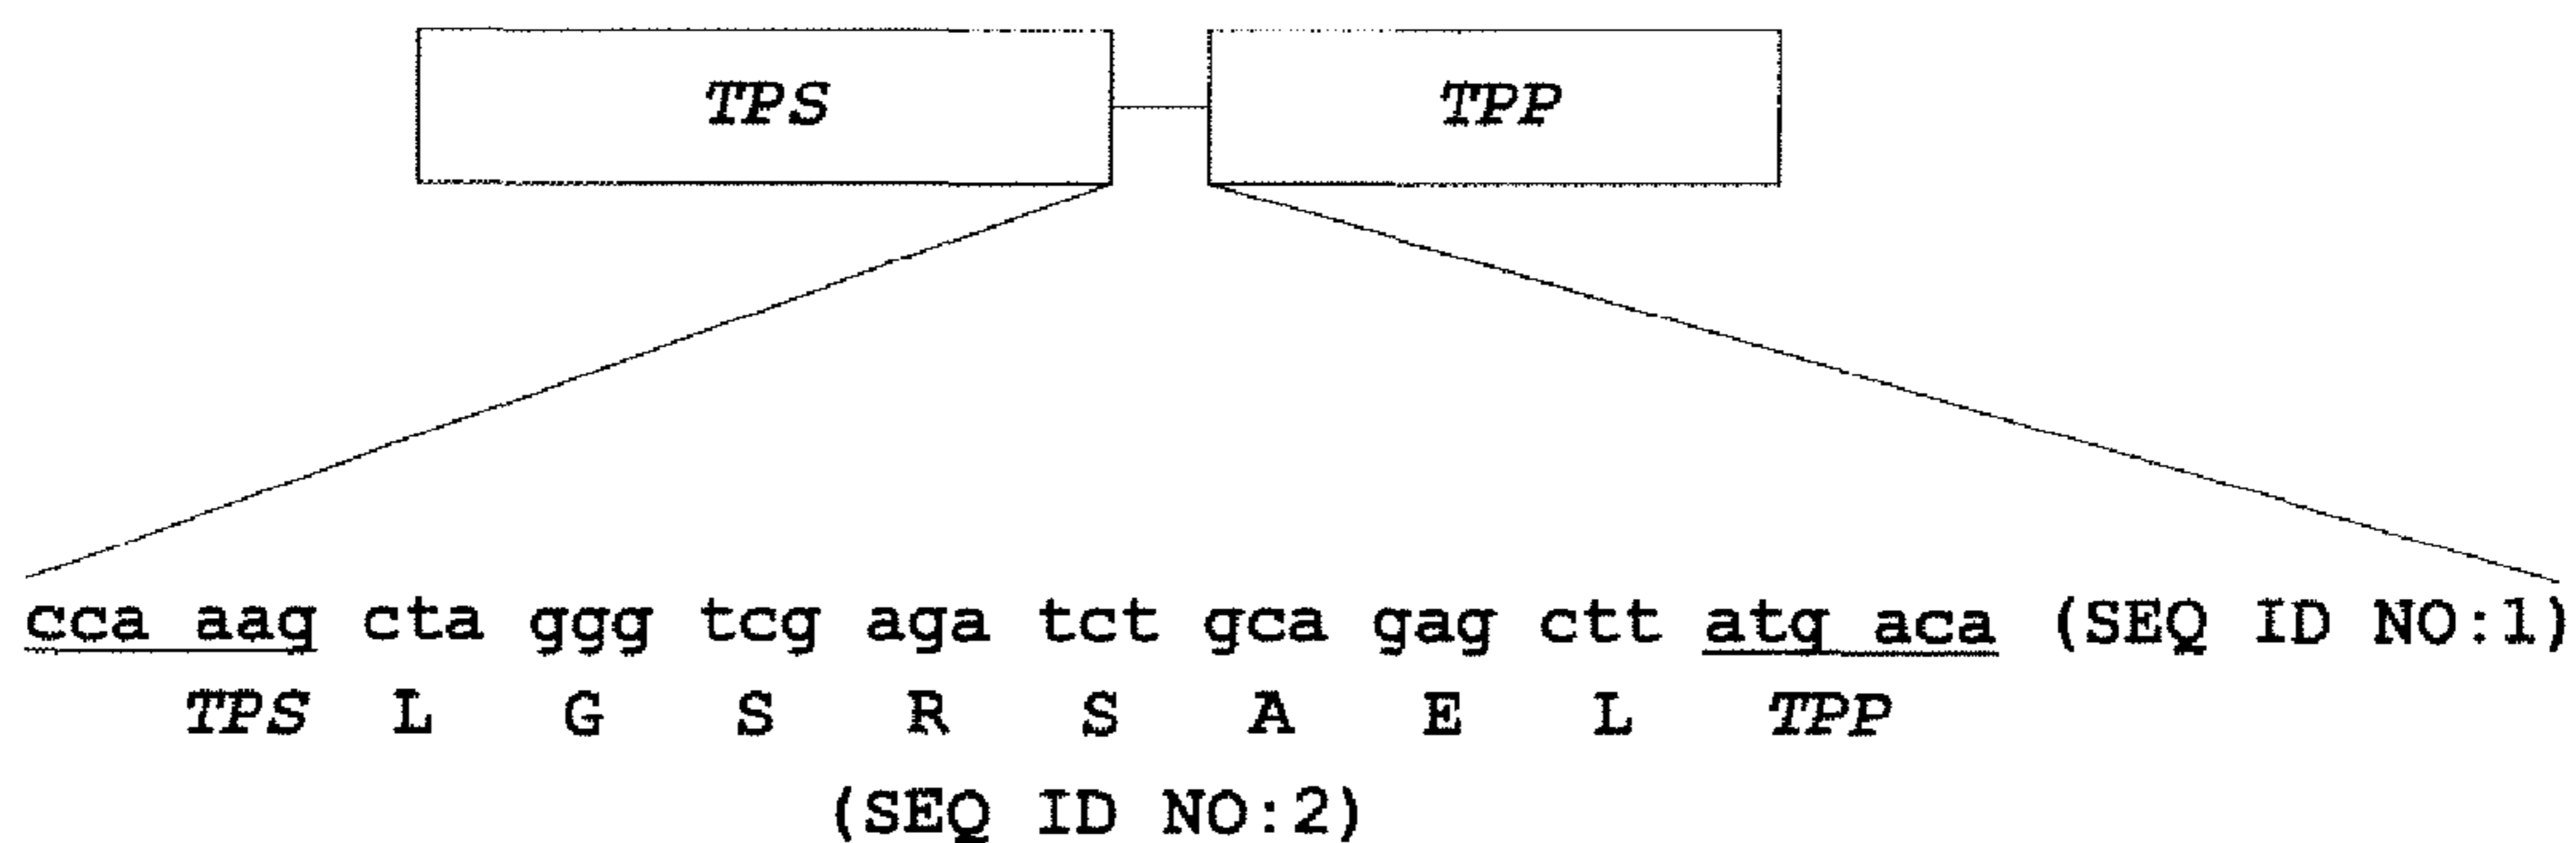 TPS TPP
cca aag cta ggg tcg aga tct gca gag ctt atg aca (SEQ ID NO:1)
TPS L G S R S A E L TPP
(SEQ ID NO:2)